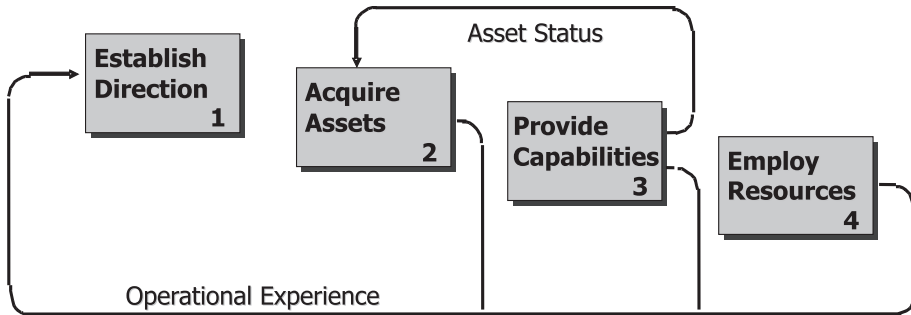 Asset Status
Establish
Direction
1
Acquire
Assets
2
Provide
Capabilities
3
Employ
Resources
4
Operational Experience